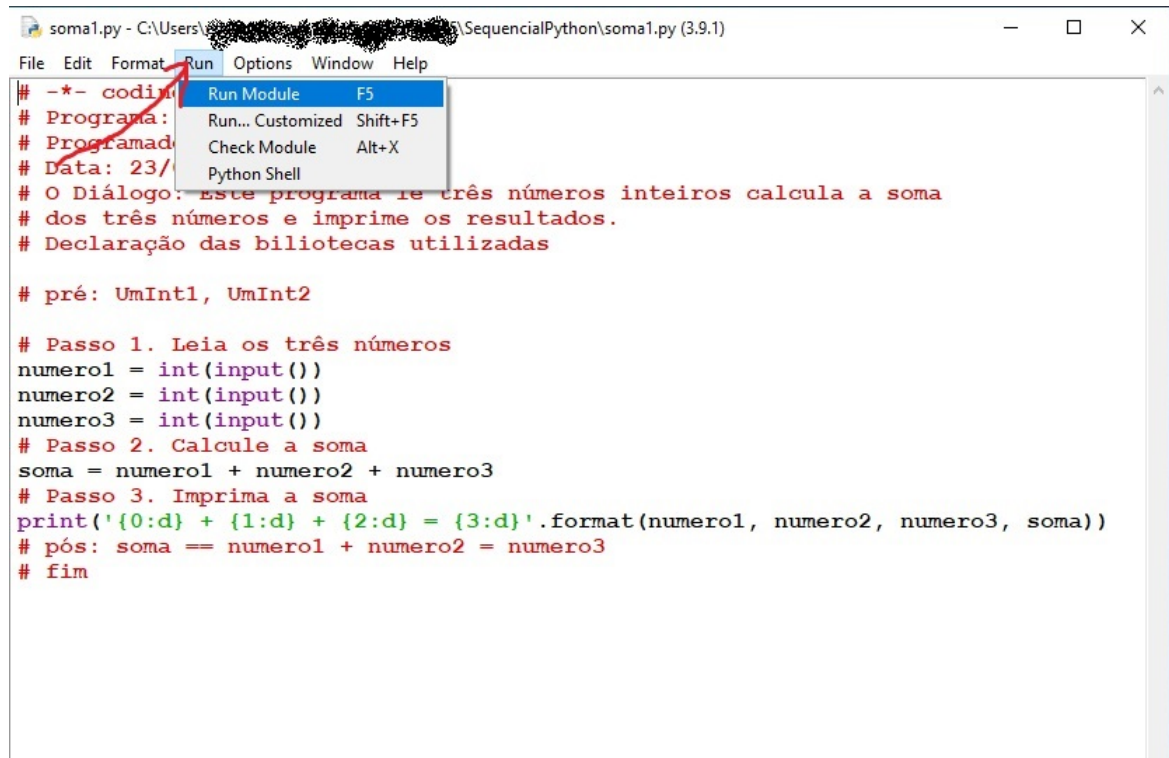 soma1.py - C:\Users\ \SequencialPython\soma1.py (3.9.1)
File Edit Format Run Options Window Help
# -*- codin
Run Module F5
# Programa:
Run... Customized Shift+F5
# Programad
Check Module Alt+X
# Data: 23/
Python Shell
# O Diálogo: Este programa lê três números inteiros calcula a soma
# dos três números e imprime os resultados.
# Declaração das biliotecas utilizadas
# pré: UmInt1, UmInt2
# Passo 1. Leia os três números
numero1 = int(input())
numero2 = int(input())
numero3 = int(input())
# Passo 2. Calcule a soma
soma = numero1 + numero2 + numero3
# Passo 3. Imprima a soma
print('{0:d} + {1:d} + {2:d} = {3:d}'.format(numero1, numero2, numero3, soma))
# pós: soma == numero1 + numero2 = numero3
# fim